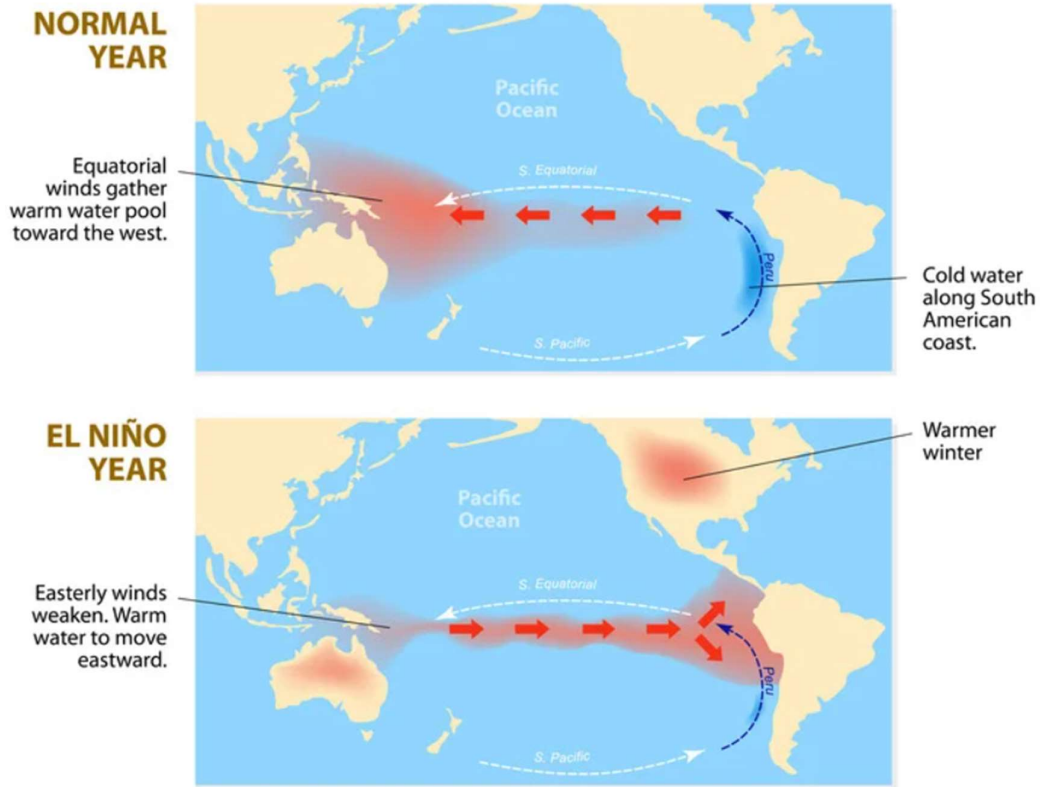 NORMAL
YEAR
Pacific
Ocean
Equatorial
winds gather
warm water pool
toward the west.
S. Equatorial
Peru
Cold water
along South
American
coast.
S. Pacific
EL NIÑO
YEAR
Warmer
winter
Pacific
Ocean
Easterly winds
weaken. Warm
water to move
eastward.
S. Equatorial
Peru
S. Pacific